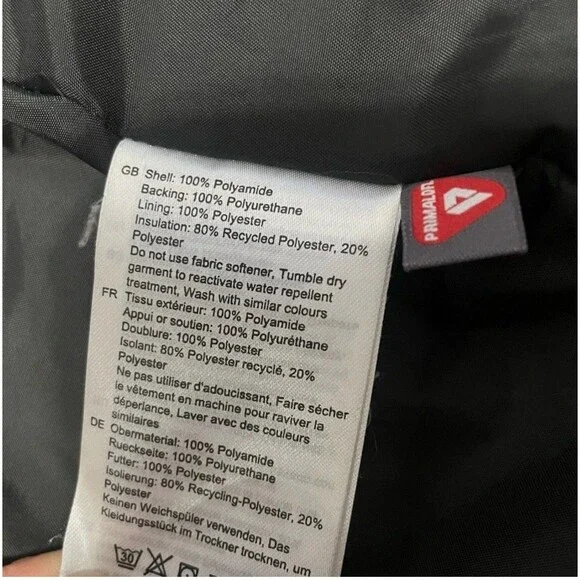 GB Shell: 100% Polyamide
Backing: 100% Polyurethane
Lining: 100% Polyester
Insulation: 80% Recycled Polyester, 20%
Polyester
Do not use fabric softener, Tumble dry
garment to reactivate water repellent
treatment, Wash with similar colours
FR Tissu extérieur: 100% Polyamide
Appui or soutien: 100% Polyuréthane
Doublure: 100% Polyester
Isolant: 80% Polyester recyclé, 20%
Polyester
Ne pas utiliser d'adoucissant, Faire sécher
le vêtement en machine pour raviver la
déperlance, Laver avec des couleurs
similaires
DE Obermaterial: 100% Polyamide
Rueckseite: 100% Polyurethane
Futter: 100% Polyester
Isolierung: 80% Recycling-Polyester, 20%
Polyester
Keinen Weichspüler verwenden, Das
Kleidungsstück im Trockner trocknen, um
30
PRIMALOFT